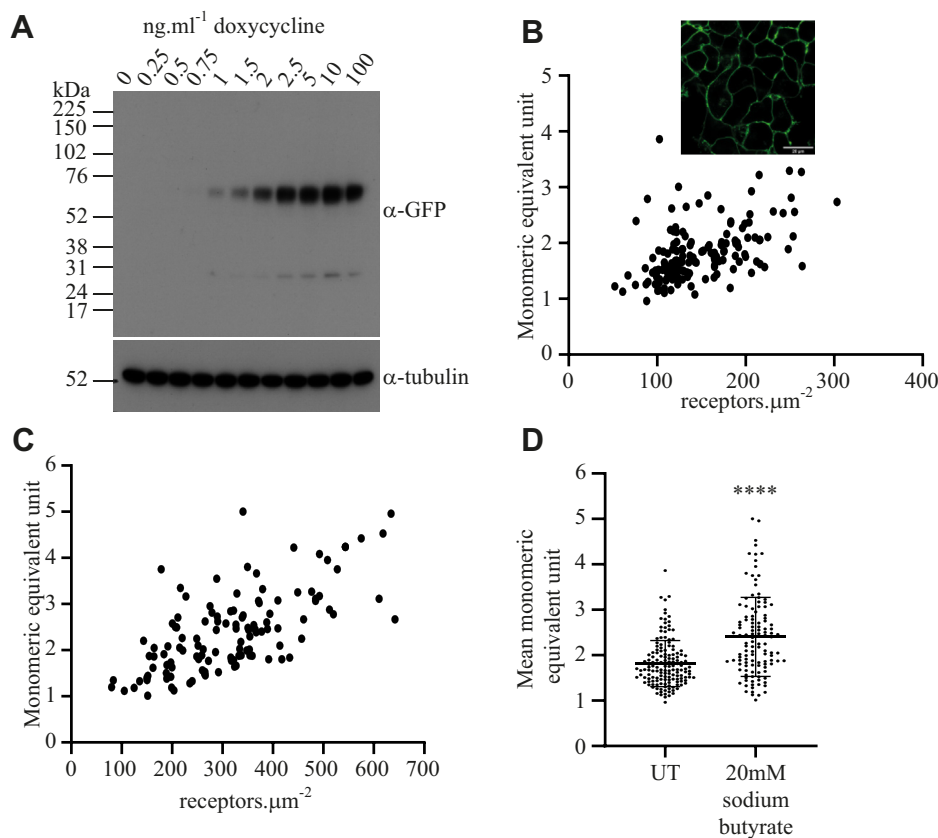 A
ng.ml-1 doxycycline
0 0.25 0.5 0.75 1 1.5 2 2.5 5 10 100
kDa
225
150
102
76
52
38
31
24
17
α-GFP
52
α-tubulin
B
Monomeric equivalent unit
5
4
3
2
1
0
0 100 200 300 400
receptors.μm-2
C
Monomeric equivalent unit
6
5
4
3
2
1
0
0 100 200 300 400 500 600 700
receptors.μm-2
D
Mean monomeric
equivalent unit
6
5
4
3
2
1
0
****
UT
20mM
sodium
butyrate